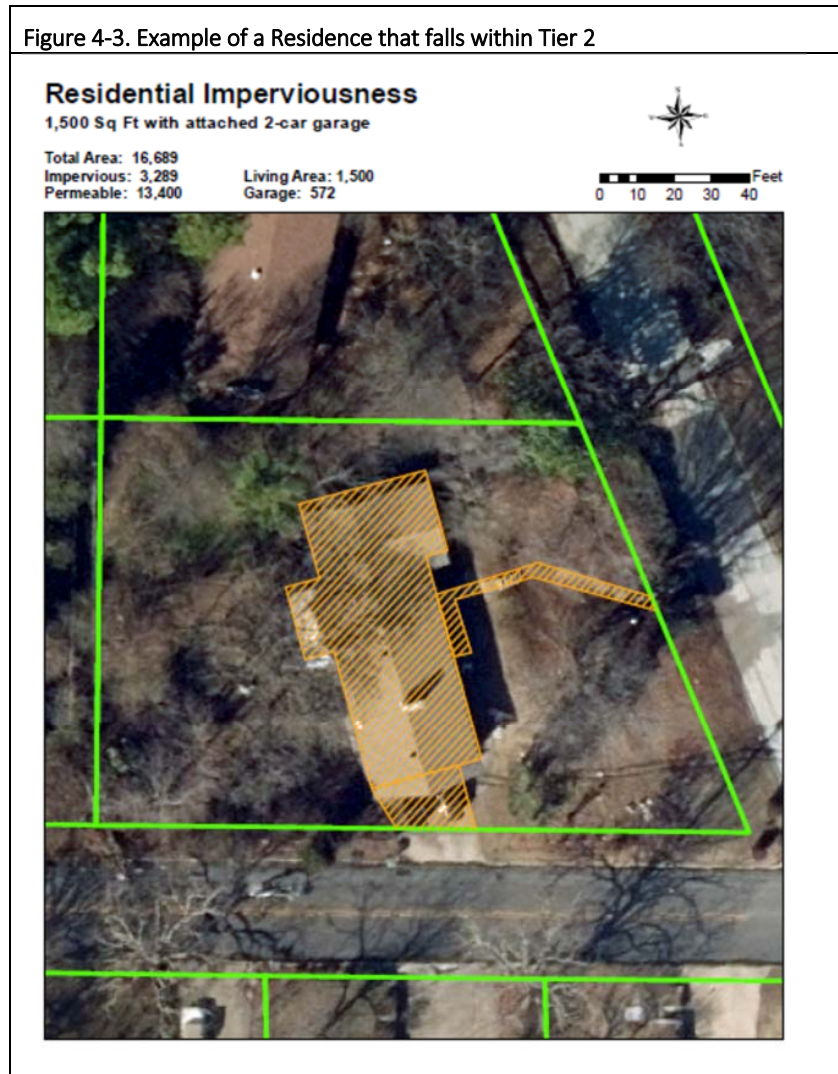 Figure 4-3. Example of a Residence that falls within Tier 2
Residential Imperviousness
1,500 Sq Ft with attached 2-car garage
Total Area: 16,689
Impervious: 3,289 Living Area: 1,500
Permeable: 13,400 Garage: 572
N
Feet
0 10 20 30 40